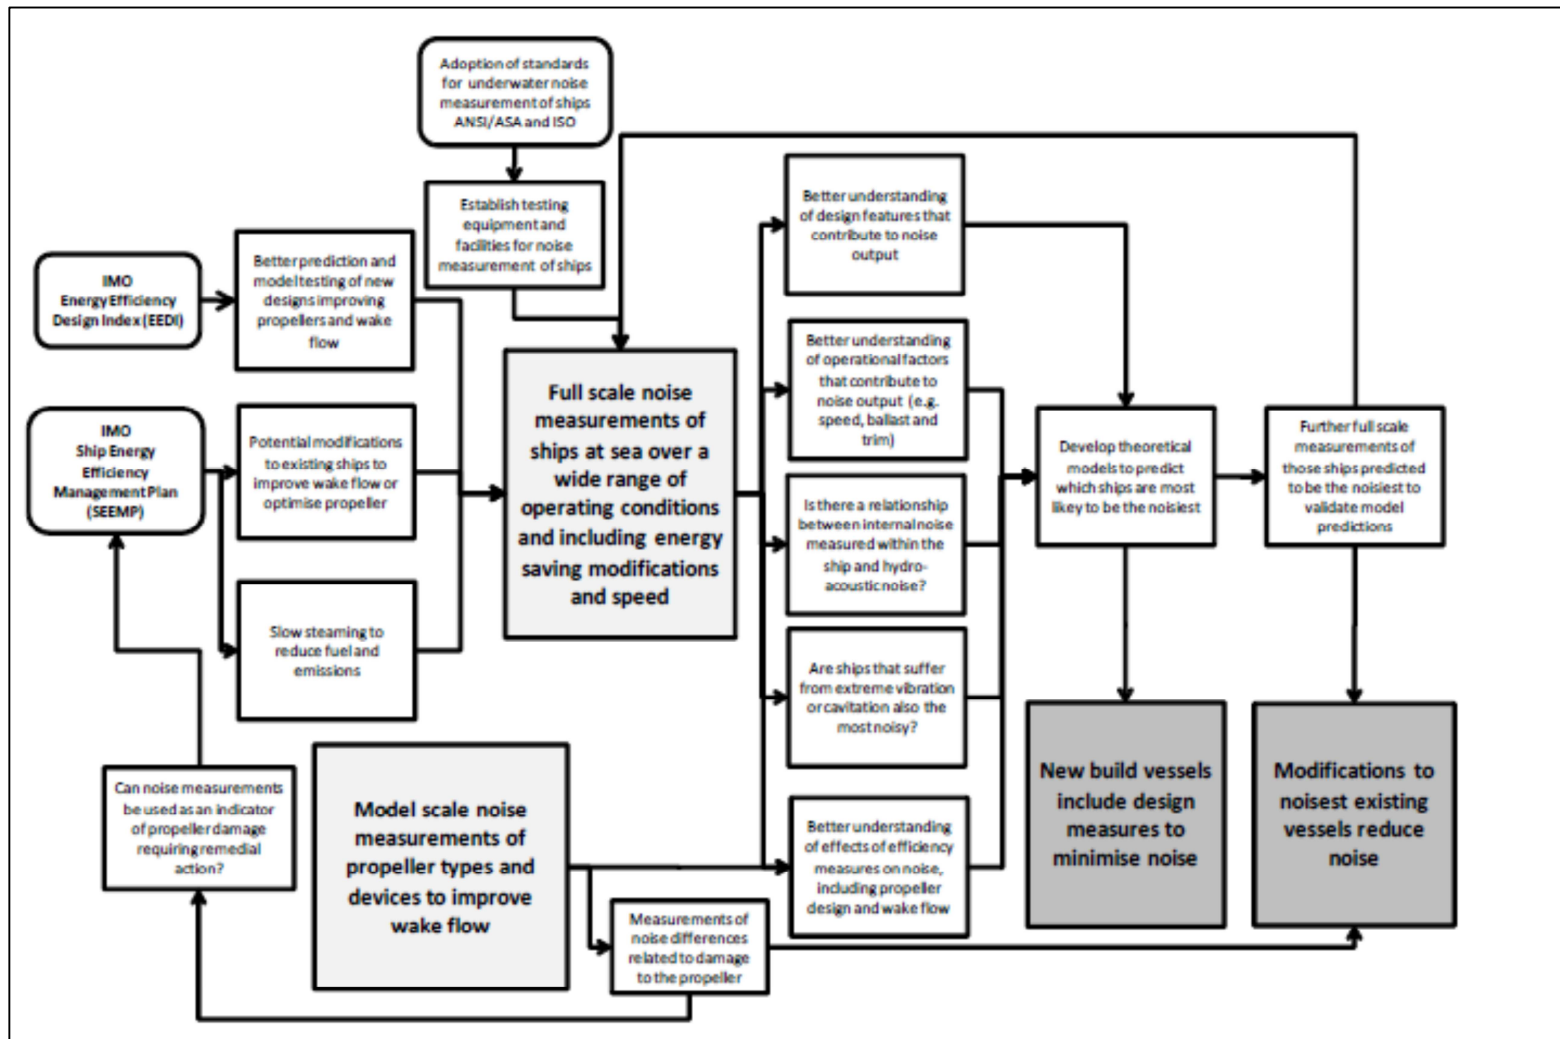 Adoption of standards
for underwater noise
measurement of ships
ANSI/ASA and ISO
Establish testing
equipment and
facilities for noise
measurement of ships
IMO
Energy Efficiency
Design Index (EEDI)
Better prediction and
model testing of new
designs improving
propellers and wake
flow
IMO
Ship Energy
Efficiency
Management Plan
(SEEMP)
Potential modifications
to existing ships to
improve wake flow or
optimise propeller
Slow steaming to
reduce fuel and
emissions
Full scale noise
measurements of
ships at sea over a
wide range of
operating conditions
and including energy
saving modifications
and speed
Better understanding
of design features that
contribute to noise
output
Better understanding
of operational factors
that contribute to
noise output (e.g.
speed, ballast and
trim)
Is there a relationship
between internal noise
measured within the
ship and hydro-
acoustic noise?
Are ships that suffer
from extreme vibration
or cavitation also the
most noisy?
Better understanding
of effects of efficiency
measures on noise,
including propeller
design and wake flow
Develop theoretical
models to predict
which ships are most
likely to be the noisiest
Further full scale
measurements of
those ships predicted
to be the noisiest to
validate model
predictions
Can noise measurements
be used as an indicator
of propeller damage
requiring remedial
action?
Model scale noise
measurements of
propeller types and
devices to improve
wake flow
Measurements of
noise differences
related to damage
to the propeller
New build vessels
include design
measures to
minimise noise
Modifications to
noisest existing
vessels reduce
noise